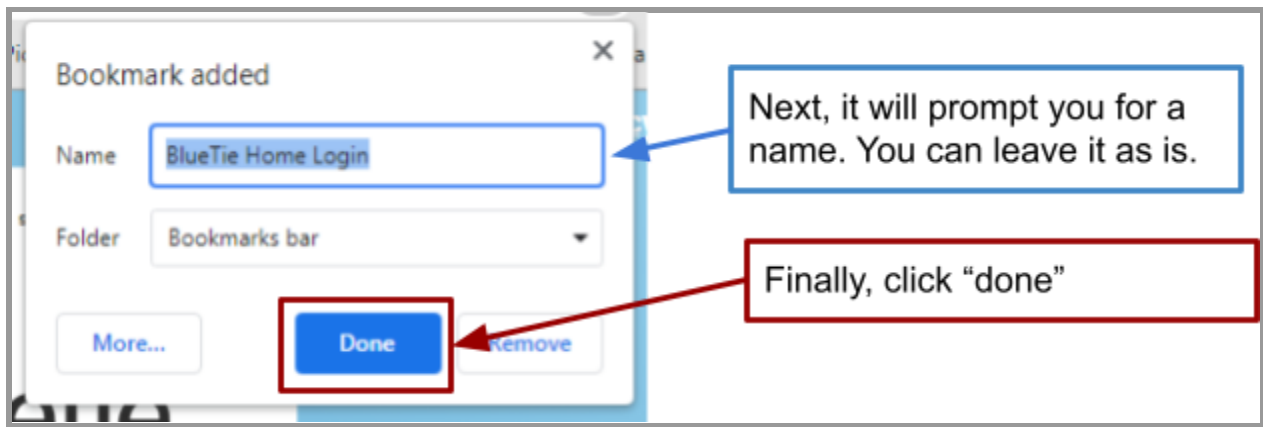 Bookmark added
Name
BlueTie Home Login
Folder
Bookmarks bar
More...
Done
Remove
Next, it will prompt you for a
name. You can leave it as is.
Finally, click “done”